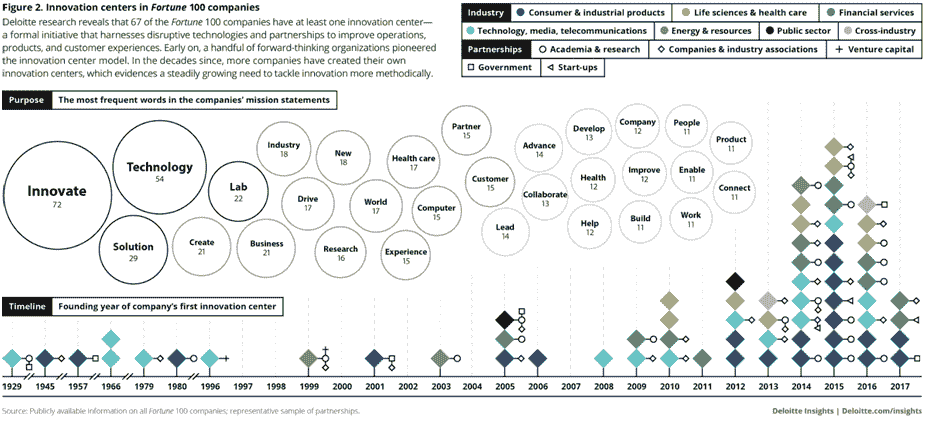 Figure 2. Innovation centers in Fortune 100 companies
Deloitte research reveals that 67 of the Fortune 100 companies have at least one innovation center—
a formal initiative that harnesses disruptive technologies and partnerships to improve operations,
products, and customer experiences. Early on, a handful of forward-thinking organizations pioneered
the innovation center model. In the decades since, more companies have created their own
innovation centers, which evidences a steadily growing need to tackle innovation more methodically.
Industry Consumer & industrial products Life sciences & health care Financial services
Technology, media, telecommunications Energy & resources Public sector Cross-industry
Partnerships Academia & research Companies & industry associations Venture capital
Government Start-ups
Purpose The most frequent words in the companies' mission statements
Innovate
72
Technology
54
Solution
29
Lab
22
Create
21
Business
21
Industry
18
New
18
Drive
17
World
17
Health care
17
Research
16
Experience
15
Computer
15
Partner
15
Customer
15
Advance
14
Lead
14
Collaborate
13
Develop
13
Health
12
Help
12
Company
12
Improve
12
Build
11
People
11
Enable
11
Work
11
Product
11
Connect
11
Timeline Founding year of company's first innovation center
1929 1945 1957 1966 1979 1980 1996 1997 1998 1999 2000 2001 2002 2003 2004 2005 2006 2007 2008 2009 2010 2011 2012 2013 2014 2015 2016 2017
Source: Publicly available information on all Fortune 100 companies; representative sample of partnerships.
Deloitte Insights | Deloitte.com/insights